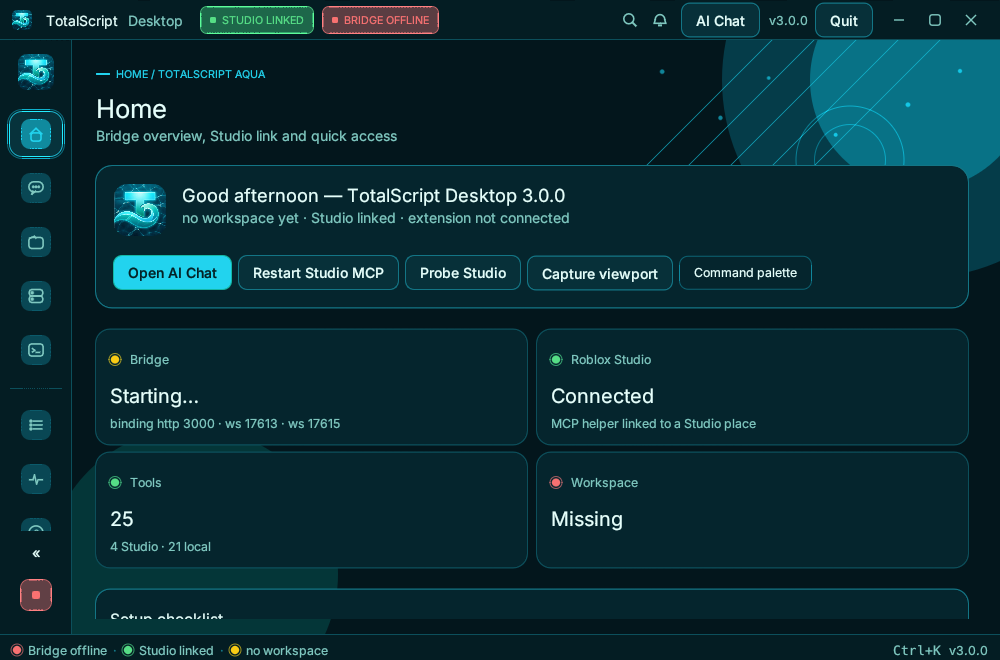 TotalScript Desktop STUDIO LINKED BRIDGE OFFLINE AI Chat v3.0.0 Quit
HOME / TOTALSCRIPT AQUA
Home
Bridge overview, Studio link and quick access
Good afternoon — TotalScript Desktop 3.0.0
no workspace yet · Studio linked · extension not connected
Open AI Chat Restart Studio MCP Probe Studio Capture viewport Command palette
Bridge
Starting...
binding http 3000 · ws 17613 · ws 17615
Roblox Studio
Connected
MCP helper linked to a Studio place
Tools
25
4 Studio · 21 local
Workspace
Missing
Setup checklist
Bridge offline · Studio linked · no workspace Ctrl+K v3.0.0